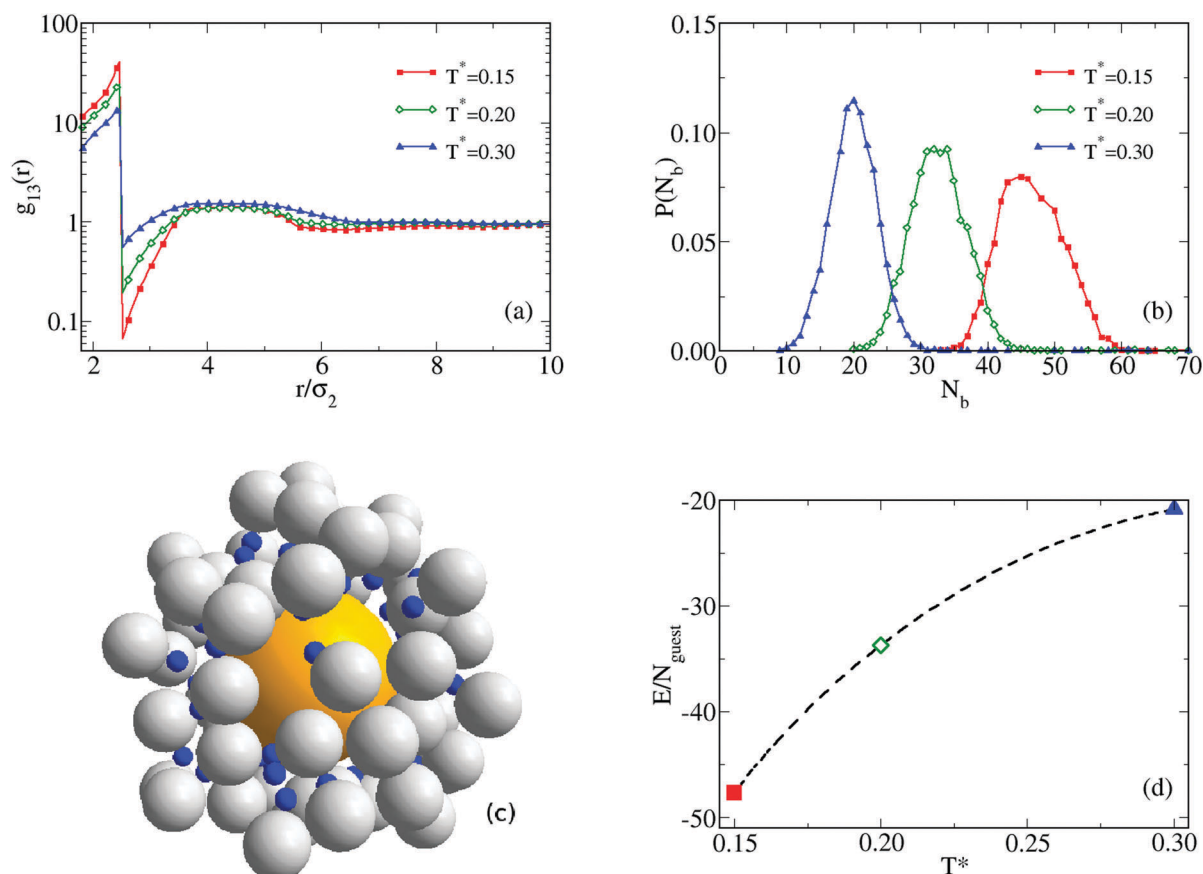 100
10
1
0.1
g13(r)
T*=0.15
T*=0.20
T*=0.30
(a)
2 4 6 8 10
r/σ2
0.15
0.10
0.05
0.00
P(Nb)
T*=0.15
T*=0.20
T*=0.30
(b)
0 10 20 30 40 50 60 70
Nb
(c)
-20
-30
-40
-50
E/Nguest
(d)
0.15 0.20 0.25 0.30
T*